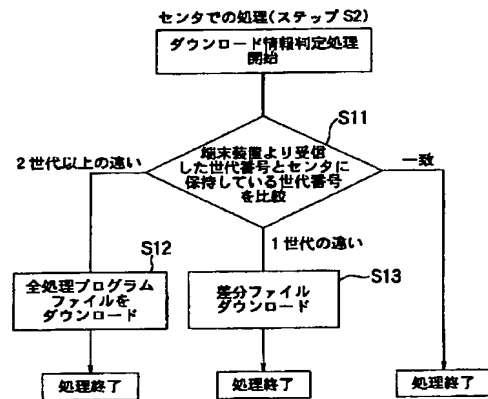 センタでの処理(ステップS2)
ダウンロード情報判定処理
開始
S11
端末装置より受信
した世代番号とセンタに
保持している世代番号
を比較
2世代以上の違い
一致
1世代の違い
S12
全処理プログラム
ファイルを
ダウンロード
S13
差分ファイル
ダウンロード
処理終了
処理終了
処理終了